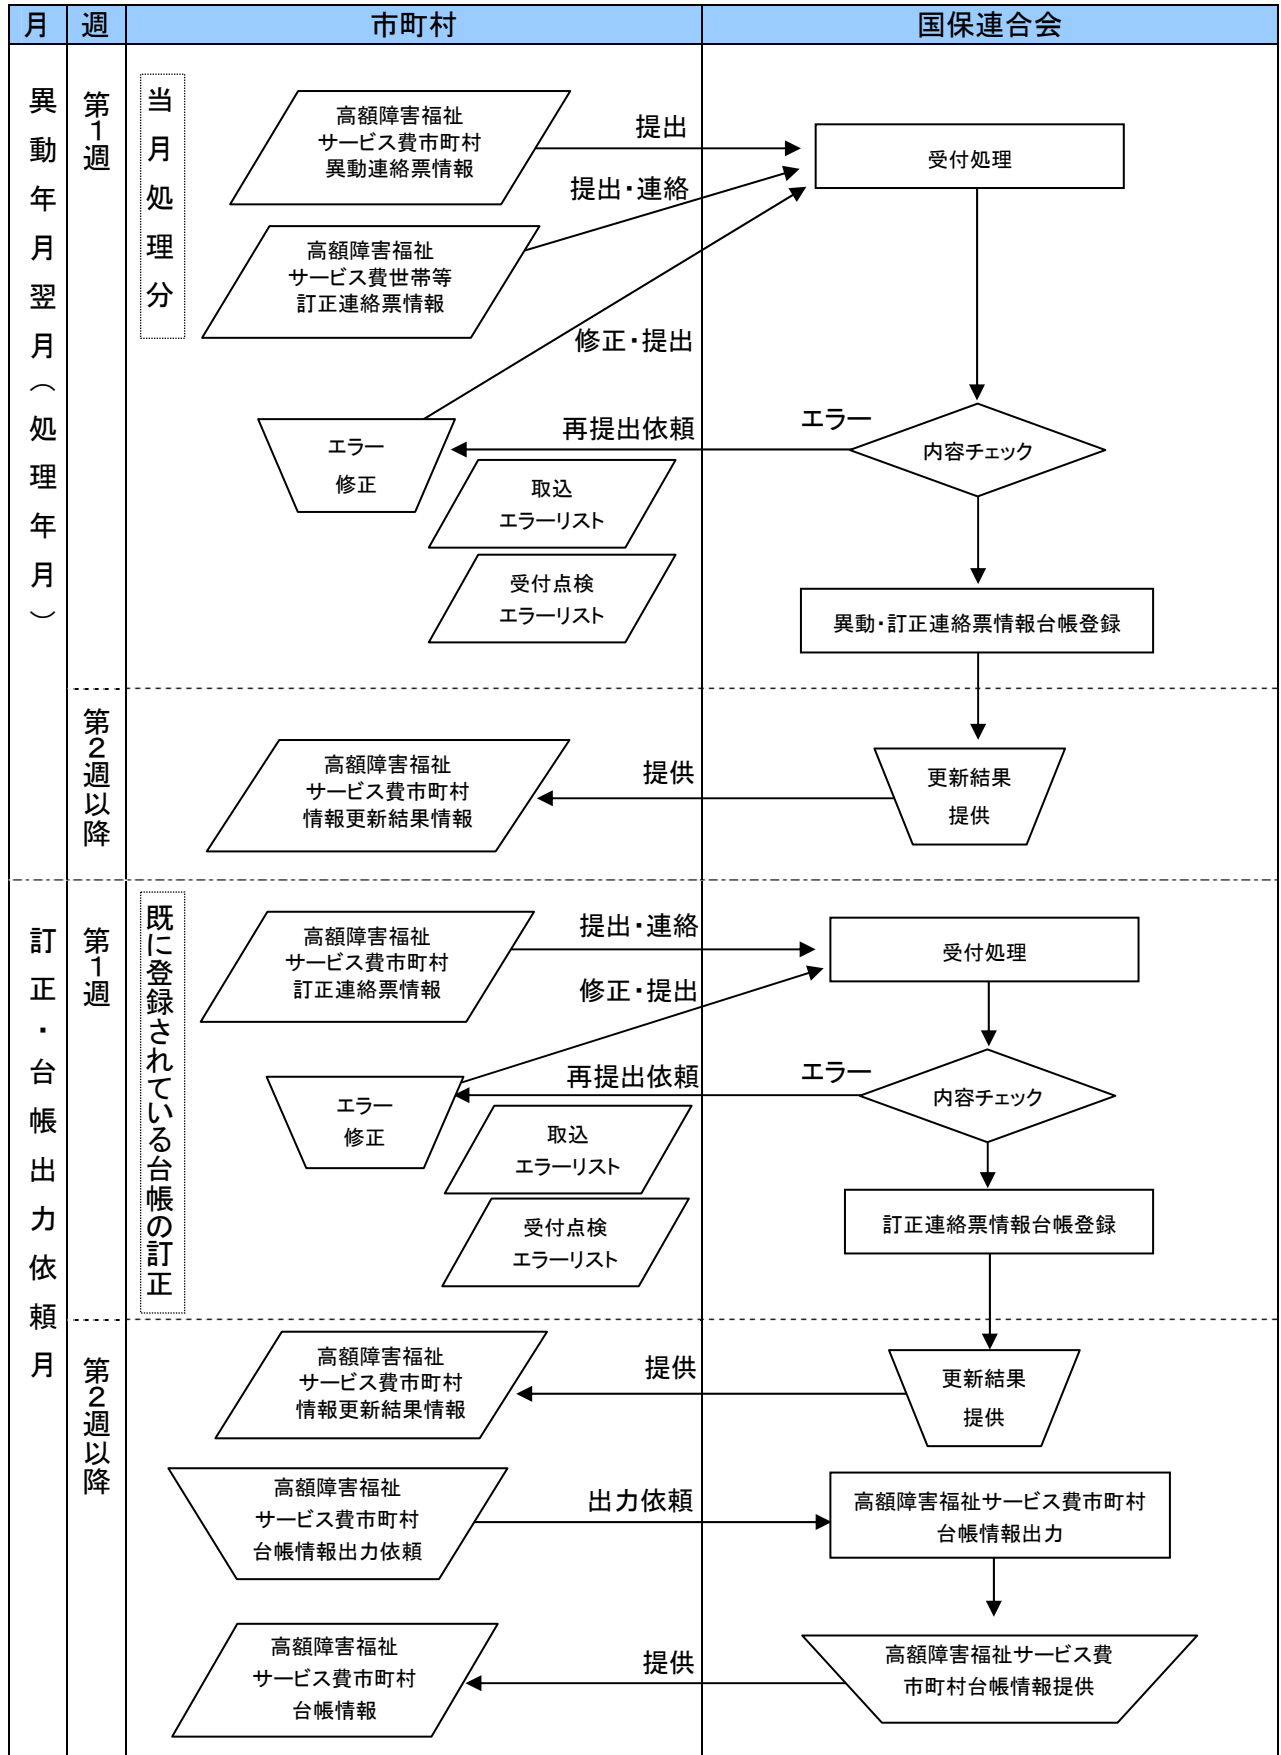 月 週 市町村 国保連合会
異動年月翌月（処理年月）
第1週
当月処理分
高額障害福祉
サービス費市町村
異動連絡票情報
提出
受付処理
提出・連絡
高額障害福祉
サービス費世帯等
訂正連絡票情報
修正・提出
エラー
再提出依頼
内容チェック
エラー
修正
取込
エラーリスト
受付点検
エラーリスト
異動・訂正連絡票情報台帳登録
第2週以降
高額障害福祉
サービス費市町村
情報更新結果情報
提供
更新結果
提供
訂正・台帳出力依頼月
第1週
既に登録されている台帳の訂正
高額障害福祉
サービス費市町村
訂正連絡票情報
提出・連絡
受付処理
修正・提出
エラー
再提出依頼
内容チェック
エラー
修正
取込
エラーリスト
受付点検
エラーリスト
訂正連絡票情報台帳登録
第2週以降
高額障害福祉
サービス費市町村
情報更新結果情報
提供
更新結果
提供
高額障害福祉
サービス費市町村
台帳情報出力依頼
出力依頼
高額障害福祉サービス費市町村
台帳情報出力
高額障害福祉
サービス費市町村
台帳情報
提供
高額障害福祉サービス費
市町村台帳情報提供